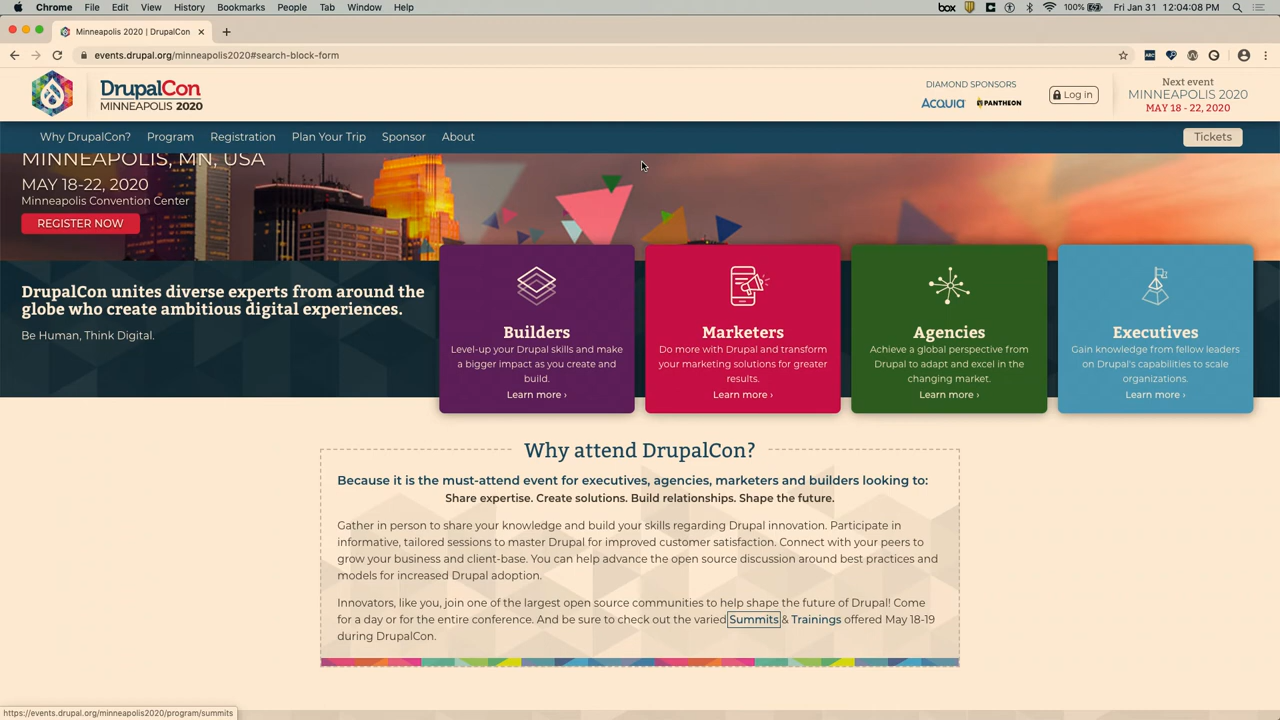 Chrome File Edit View History Bookmarks People Tab Window Help
box 100% Fri Jan 31 12:04:08 PM
Minneapolis 2020 | DrupalCon
events.drupal.org/minneapolis2020#search-block-form
ARC
DrupalCon
MINNEAPOLIS 2020
DIAMOND SPONSORS
ACQUIA PANTHEON
Log in
Next event
MINNEAPOLIS 2020
MAY 18 - 22, 2020
Why DrupalCon? Program Registration Plan Your Trip Sponsor About
Tickets
MINNEAPOLIS, MN, USA
MAY 18-22, 2020
Minneapolis Convention Center
REGISTER NOW
DrupalCon unites diverse experts from around the
globe who create ambitious digital experiences.
Be Human, Think Digital.
Builders
Level-up your Drupal skills and make
a bigger impact as you create and
build.
Learn more ›
Marketers
Do more with Drupal and transform
your marketing solutions for greater
results.
Learn more ›
Agencies
Achieve a global perspective from
Drupal to adapt and excel in the
changing market.
Learn more ›
Executives
Gain knowledge from fellow leaders
on Drupal's capabilities to scale
organizations.
Learn more ›
Why attend DrupalCon?
Because it is the must-attend event for executives, agencies, marketers and builders looking to:
Share expertise. Create solutions. Build relationships. Shape the future.
Gather in person to share your knowledge and build your skills regarding Drupal innovation. Participate in
informative, tailored sessions to master Drupal for improved customer satisfaction. Connect with your peers to
grow your business and client-base. You can help advance the open source discussion around best practices and
models for increased Drupal adoption.
Innovators, like you, join one of the largest open source communities to help shape the future of Drupal! Come
for a day or for the entire conference. And be sure to check out the varied Summits & Trainings offered May 18-19
during DrupalCon.
https://events.drupal.org/minneapolis2020/program/summits